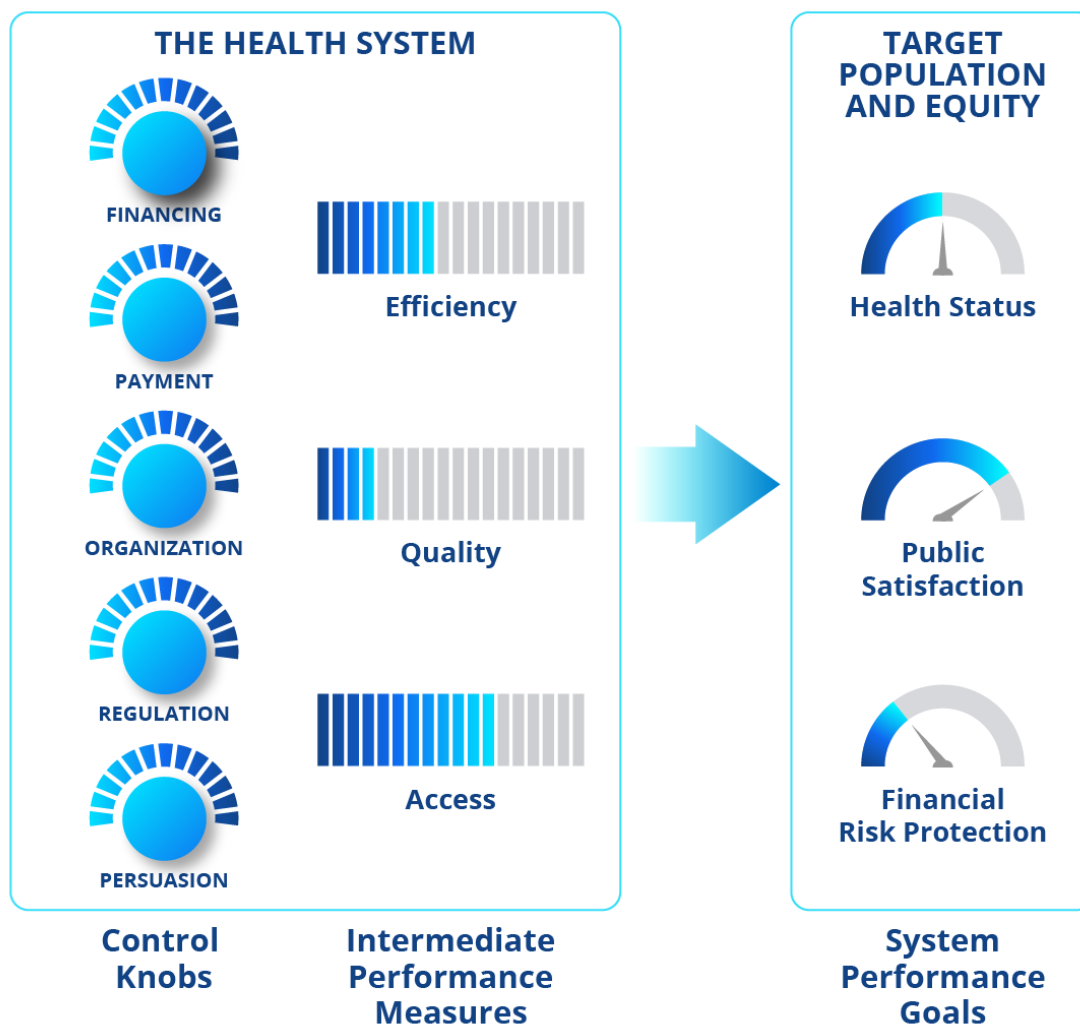 THE HEALTH SYSTEM
FINANCING
PAYMENT
ORGANIZATION
REGULATION
PERSUASION
Efficiency
Quality
Access
Control
Knobs
Intermediate
Performance
Measures
TARGET
POPULATION
AND EQUITY
Health Status
Public
Satisfaction
Financial
Risk Protection
System
Performance
Goals